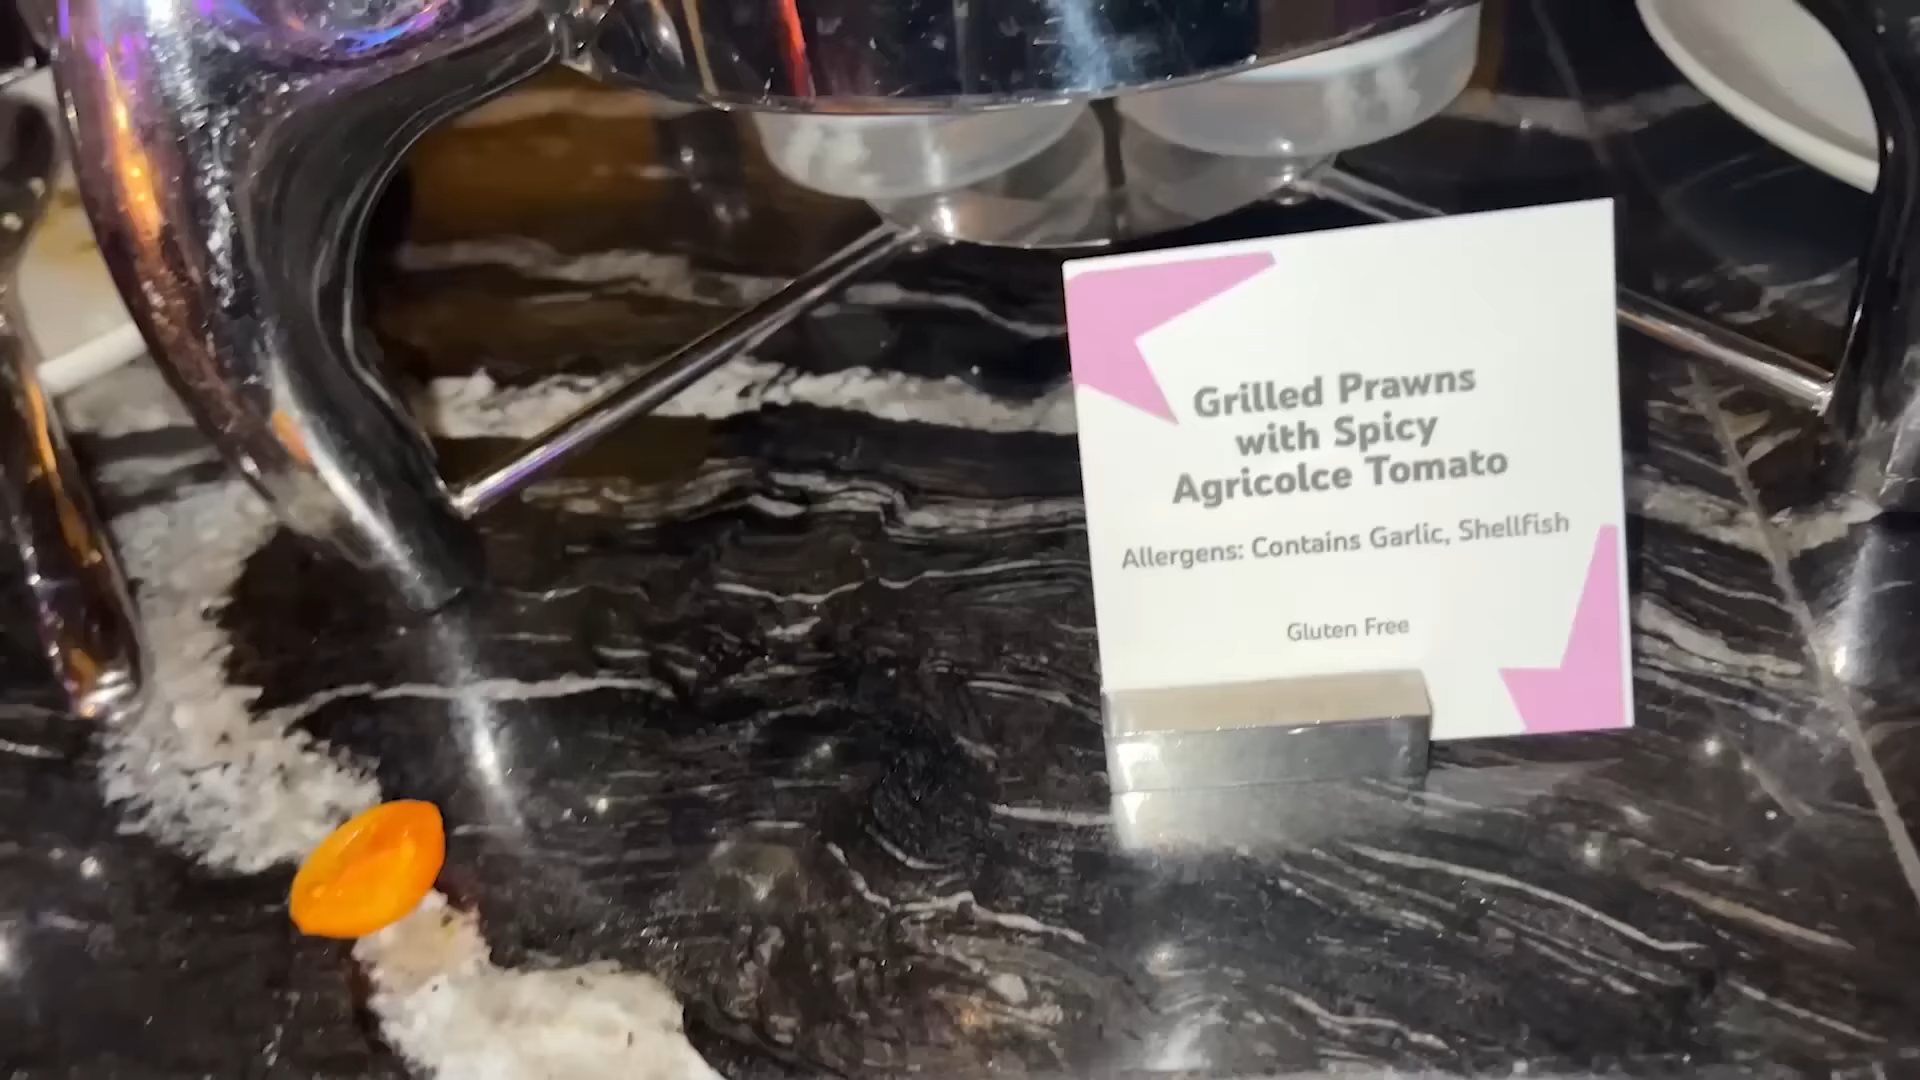 Grilled Prawns
with Spicy
Agricolce Tomato
Allergens: Contains Garlic, Shellfish
Gluten Free